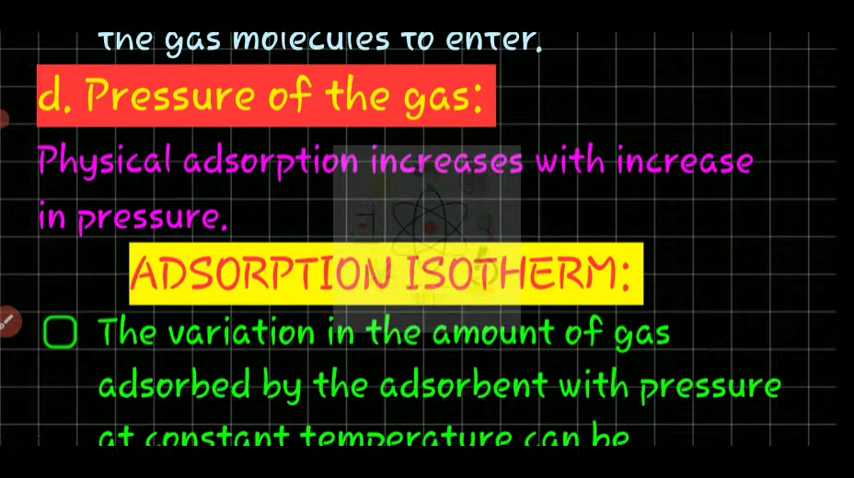 the gas molecules to enter.
d. Pressure of the gas:
Physical adsorption increases with increase
in pressure.
ADSORPTION ISOTHERM:
The variation in the amount of gas
adsorbed by the adsorbent with pressure
at constant temperature can be